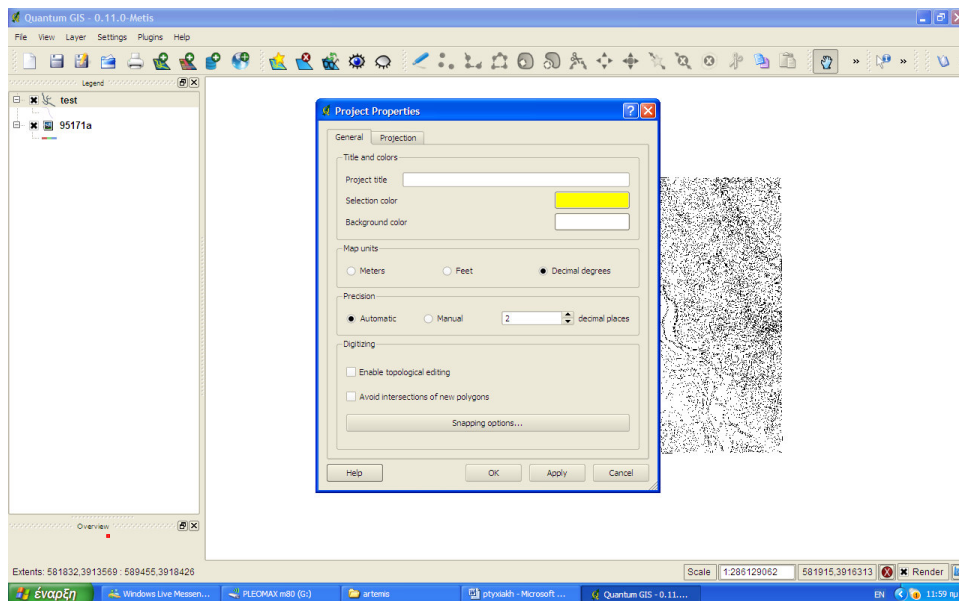 Quantum GIS - 0.11.0-Metis
File View Layer Settings Plugins Help
Legend
test
95171a
Project Properties
General Projection
Title and colors
Project title
Selection color
Background color
Map units
Meters Feet Decimal degrees
Precision
Automatic Manual 2 decimal places
Digitizing
Enable topological editing
Avoid intersections of new polygons
Snapping options...
Help OK Apply Cancel
Overview
Extents: 581832,3913569 : 589455,3918426
Scale 1:286129062 581915,3916313 Render
έναρξη Windows Live Messen... PLEOMAX m80 (G:) artemis ptyxiakh - Microsoft ... Quantum GIS - 0.11.... EN 11:59 πμ